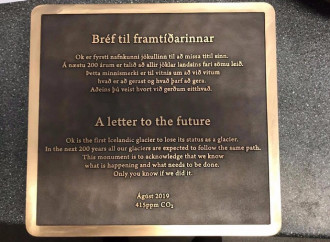 Bréf til framtíðarinnar
Ok er fyrsti nafnkunni jökullinn til að missa titil sinn.
Á næstu 200 árum er talið að allir jöklar landsins fari sömu leið.
Þetta minnismerki er til vitnis um að við vitum
hvað er að gerast og hvað þarf að gera.
Aðeins þú veist hvort við gerðum eitthvað.
A letter to the future
Ok is the first Icelandic glacier to lose its status as a glacier.
In the next 200 years all our glaciers are expected to follow the same path.
This monument is to acknowledge that we know
what is happening and what needs to be done.
Only you know if we did it.
Ágúst 2019
415ppm CO₂